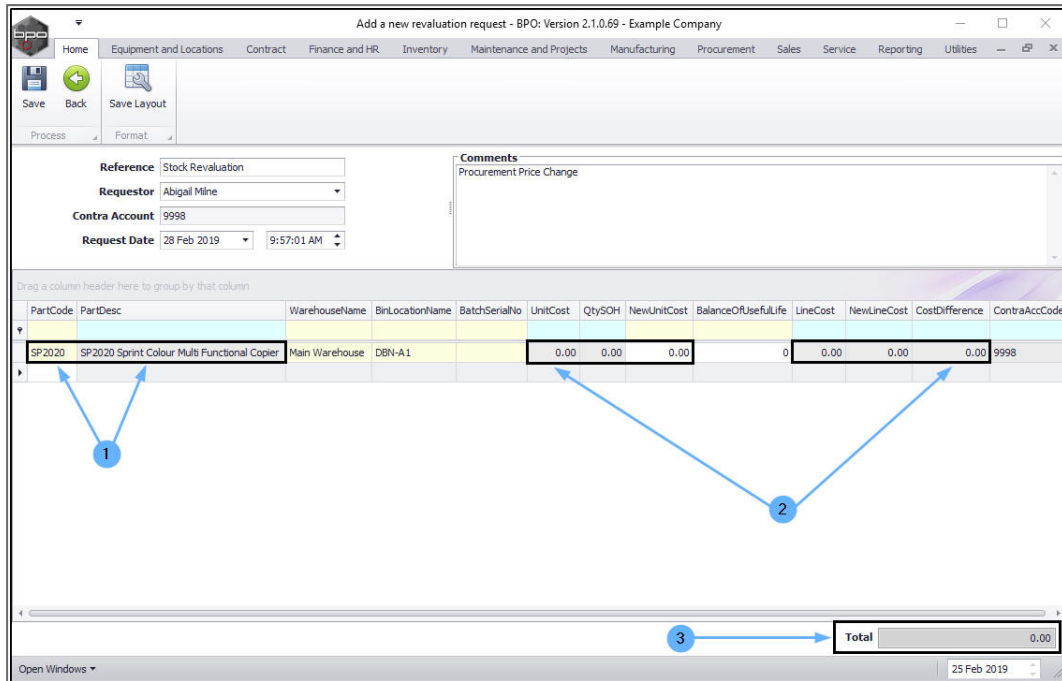 bpo
Add a new revaluation request - BPO: Version 2.1.0.69 - Example Company
Home Equipment and Locations Contract Finance and HR Inventory Maintenance and Projects Manufacturing Procurement Sales Service Reporting Utilities
Save Back Save Layout
Process Format
Reference Stock Revaluation
Requestor Abigail Milne
Contra Account 9998
Request Date 28 Feb 2019 9:57:01 AM
Comments
Procurement Price Change
Drag a column header here to group by that column
PartCode PartDesc WarehouseName BinLocationName BatchSerialNo UnitCost QtySOH NewUnitCost BalanceOfUsefulLife LineCost NewLineCost CostDifference ContraAccCode
SP2020 SP2020 Sprint Colour Multi Functional Copier Main Warehouse DBN-A1 0.00 0.00 0.00 0 0.00 0.00 0.00 9998
1
2
3 Total 0.00
Open Windows 25 Feb 2019